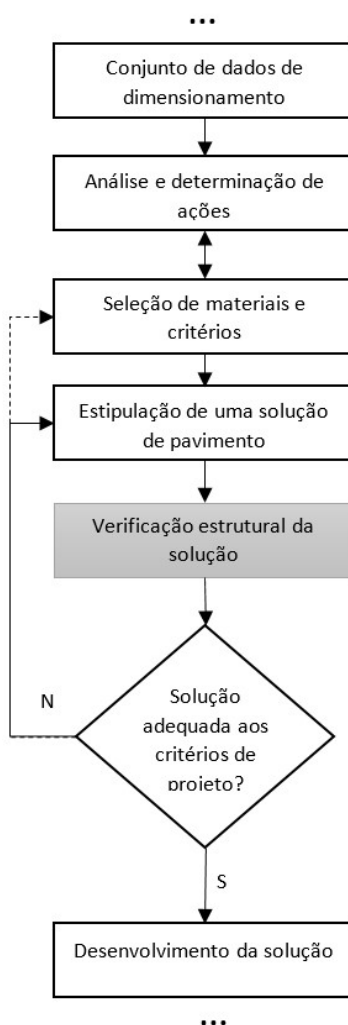 ...
Conjunto de dados de
dimensionamento
Análise e determinação de
ações
Seleção de materiais e
critérios
Estipulação de uma solução
de pavimento
Verificação estrutural da
solução
N
Solução
adequada aos
critérios de
projeto?
S
Desenvolvimento da solução
...